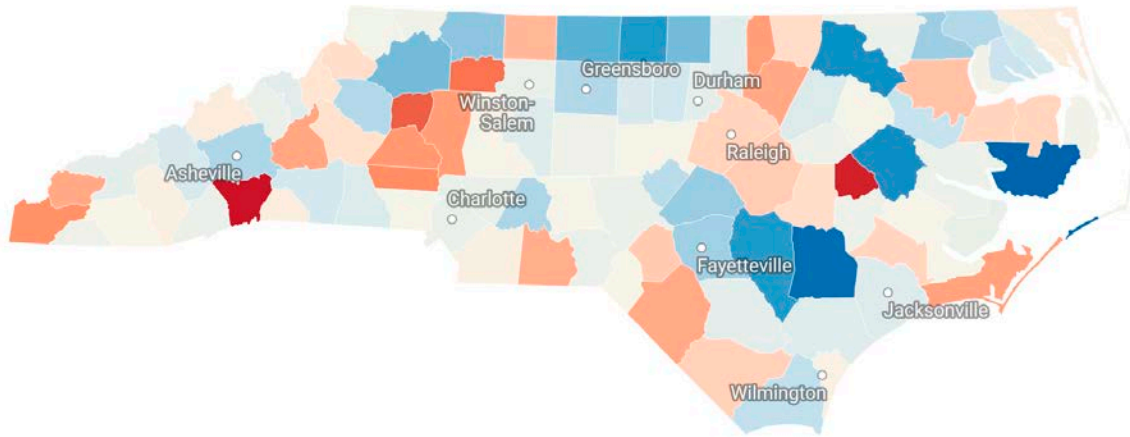 Greensboro
Durham
Winston-
Salem
Raleigh
Asheville
Charlotte
Fayetteville
Jacksonville
Wilmington